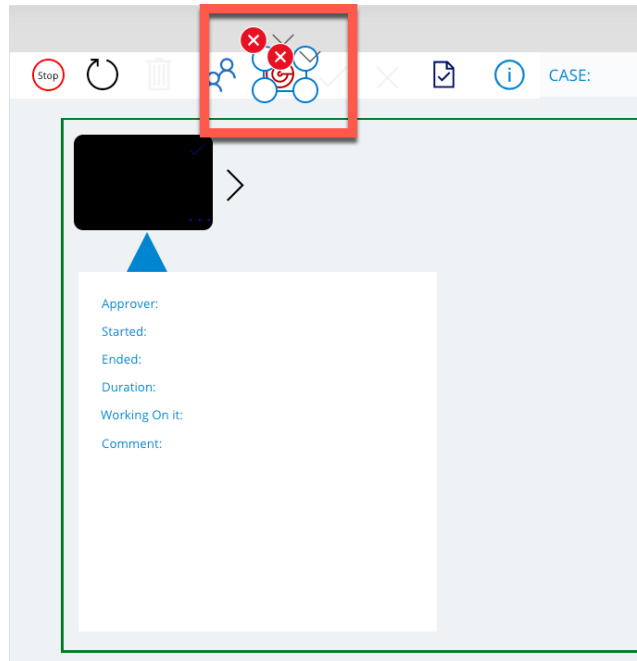 Stop
CASE:
Approver:
Started:
Ended:
Duration:
Working On it:
Comment: